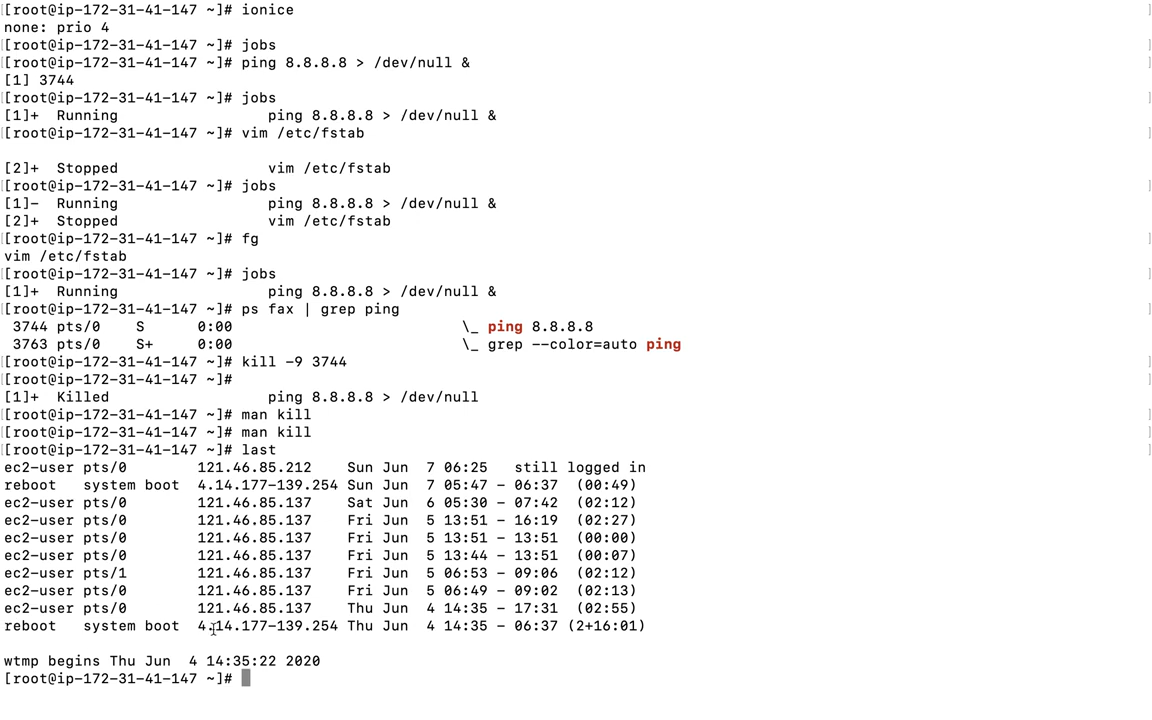 [root@ip-172-31-41-147 ~]# ionice
none: prio 4
[root@ip-172-31-41-147 ~]# jobs
[root@ip-172-31-41-147 ~]# ping 8.8.8.8 > /dev/null &
[1] 3744
[root@ip-172-31-41-147 ~]# jobs
[1]+  Running                 ping 8.8.8.8 > /dev/null &
[root@ip-172-31-41-147 ~]# vim /etc/fstab

[2]+  Stopped                 vim /etc/fstab
[root@ip-172-31-41-147 ~]# jobs
[1]-  Running                 ping 8.8.8.8 > /dev/null &
[2]+  Stopped                 vim /etc/fstab
[root@ip-172-31-41-147 ~]# fg
vim /etc/fstab
[root@ip-172-31-41-147 ~]# jobs
[1]+  Running                 ping 8.8.8.8 > /dev/null &
[root@ip-172-31-41-147 ~]# ps fax | grep ping
 3744 pts/0    S      0:00                          \_ ping 8.8.8.8
 3763 pts/0    S+     0:00                          \_ grep --color=auto ping
[root@ip-172-31-41-147 ~]# kill -9 3744
[root@ip-172-31-41-147 ~]#
[1]+  Killed                  ping 8.8.8.8 > /dev/null
[root@ip-172-31-41-147 ~]# man kill
[root@ip-172-31-41-147 ~]# man kill
[root@ip-172-31-41-147 ~]# last
ec2-user pts/0        121.46.85.212    Sun Jun  7 06:25   still logged in
reboot   system boot  4.14.177-139.254 Sun Jun  7 05:47 - 06:37  (00:49)
ec2-user pts/0        121.46.85.137    Sat Jun  6 05:30 - 07:42  (02:12)
ec2-user pts/0        121.46.85.137    Fri Jun  5 13:51 - 16:19  (02:27)
ec2-user pts/0        121.46.85.137    Fri Jun  5 13:51 - 13:51  (00:00)
ec2-user pts/0        121.46.85.137    Fri Jun  5 13:44 - 13:51  (00:07)
ec2-user pts/1        121.46.85.137    Fri Jun  5 06:53 - 09:06  (02:12)
ec2-user pts/0        121.46.85.137    Fri Jun  5 06:49 - 09:02  (02:13)
ec2-user pts/0        121.46.85.137    Thu Jun  4 14:35 - 17:31  (02:55)
reboot   system boot  4.14.177-139.254 Thu Jun  4 14:35 - 06:37 (2+16:01)

wtmp begins Thu Jun  4 14:35:22 2020
[root@ip-172-31-41-147 ~]#